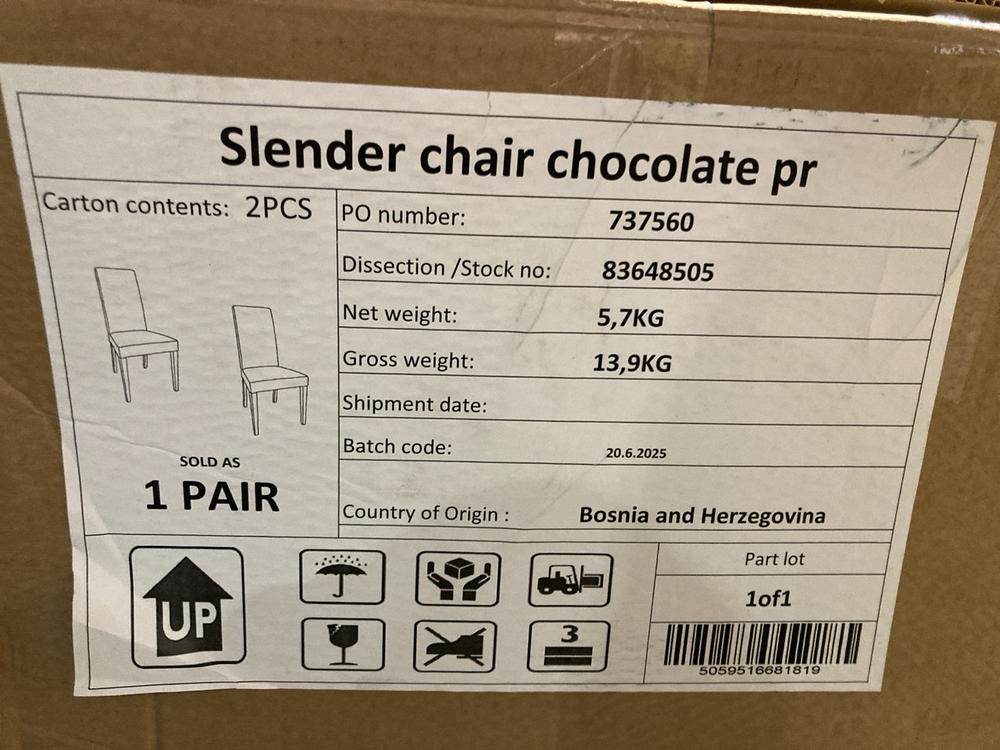 Slender chair chocolate pr
Carton contents: 2PCS
PO number: 737560
Dissection /Stock no: 83648505
Net weight: 5,7KG
Gross weight: 13,9KG
Shipment date:
Batch code: 20.6.2025
Country of Origin : Bosnia and Herzegovina
SOLD AS
1 PAIR
UP
3
Part lot
1of1
5059516681819